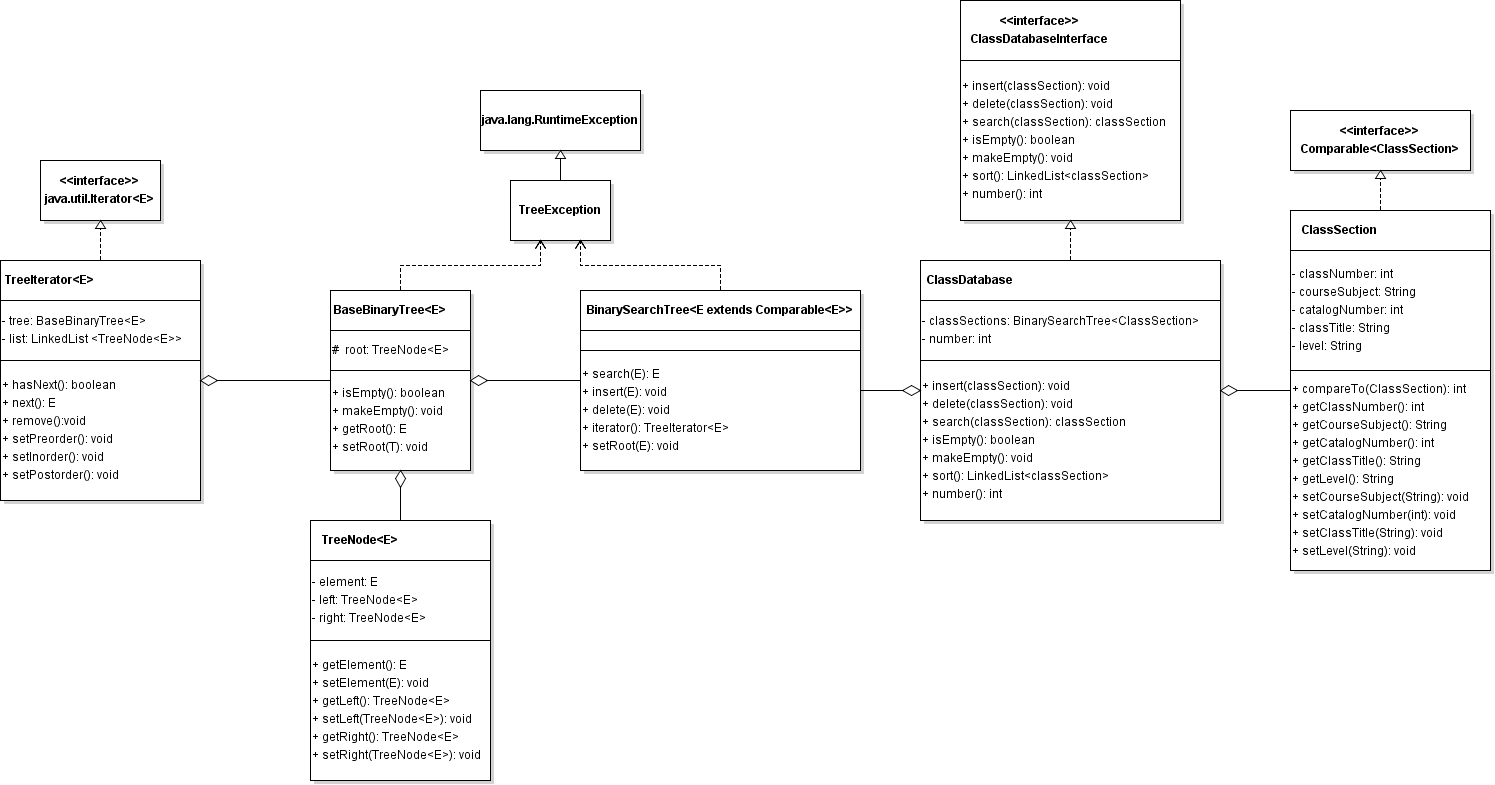 <<interface>>
java.util.Iterator<E>
TreeIterator<E>
- tree: BaseBinaryTree<E>
- list: LinkedList <TreeNode<E>>
+ hasNext(): boolean
+ next(): E
+ remove():void
+ setPreorder(): void
+ setInorder(): void
+ setPostorder(): void
java.lang.RuntimeException
TreeException
BaseBinaryTree<E>
# root: TreeNode<E>
+ isEmpty(): boolean
+ makeEmpty(): void
+ getRoot(): E
+ setRoot(T): void
TreeNode<E>
- element: E
- left: TreeNode<E>
- right: TreeNode<E>
+ getElement(): E
+ setElement(E): void
+ getLeft(): TreeNode<E>
+ setLeft(TreeNode<E>): void
+ getRight(): TreeNode<E>
+ setRight(TreeNode<E>): void
BinarySearchTree<E extends Comparable<E>>
+ search(E): E
+ insert(E): void
+ delete(E): void
+ iterator(): TreeIterator<E>
+ setRoot(E): void
<<interface>>
ClassDatabaseInterface
+ insert(classSection): void
+ delete(classSection): void
+ search(classSection): classSection
+ isEmpty(): boolean
+ makeEmpty(): void
+ sort(): LinkedList<classSection>
+ number(): int
ClassDatabase
- classSections: BinarySearchTree<ClassSection>
- number: int
+ insert(classSection): void
+ delete(classSection): void
+ search(classSection): classSection
+ isEmpty(): boolean
+ makeEmpty(): void
+ sort(): LinkedList<classSection>
+ number(): int
<<interface>>
Comparable<ClassSection>
ClassSection
- classNumber: int
- courseSubject: String
- catalogNumber: int
- classTitle: String
- level: String
+ compareTo(ClassSection): int
+ getClassNumber(): int
+ getCourseSubject(): String
+ getCatalogNumber(): int
+ getClassTitle(): String
+ getLevel(): String
+ setCourseSubject(String): void
+ setCatalogNumber(int): void
+ setClassTitle(String): void
+ setLevel(String): void